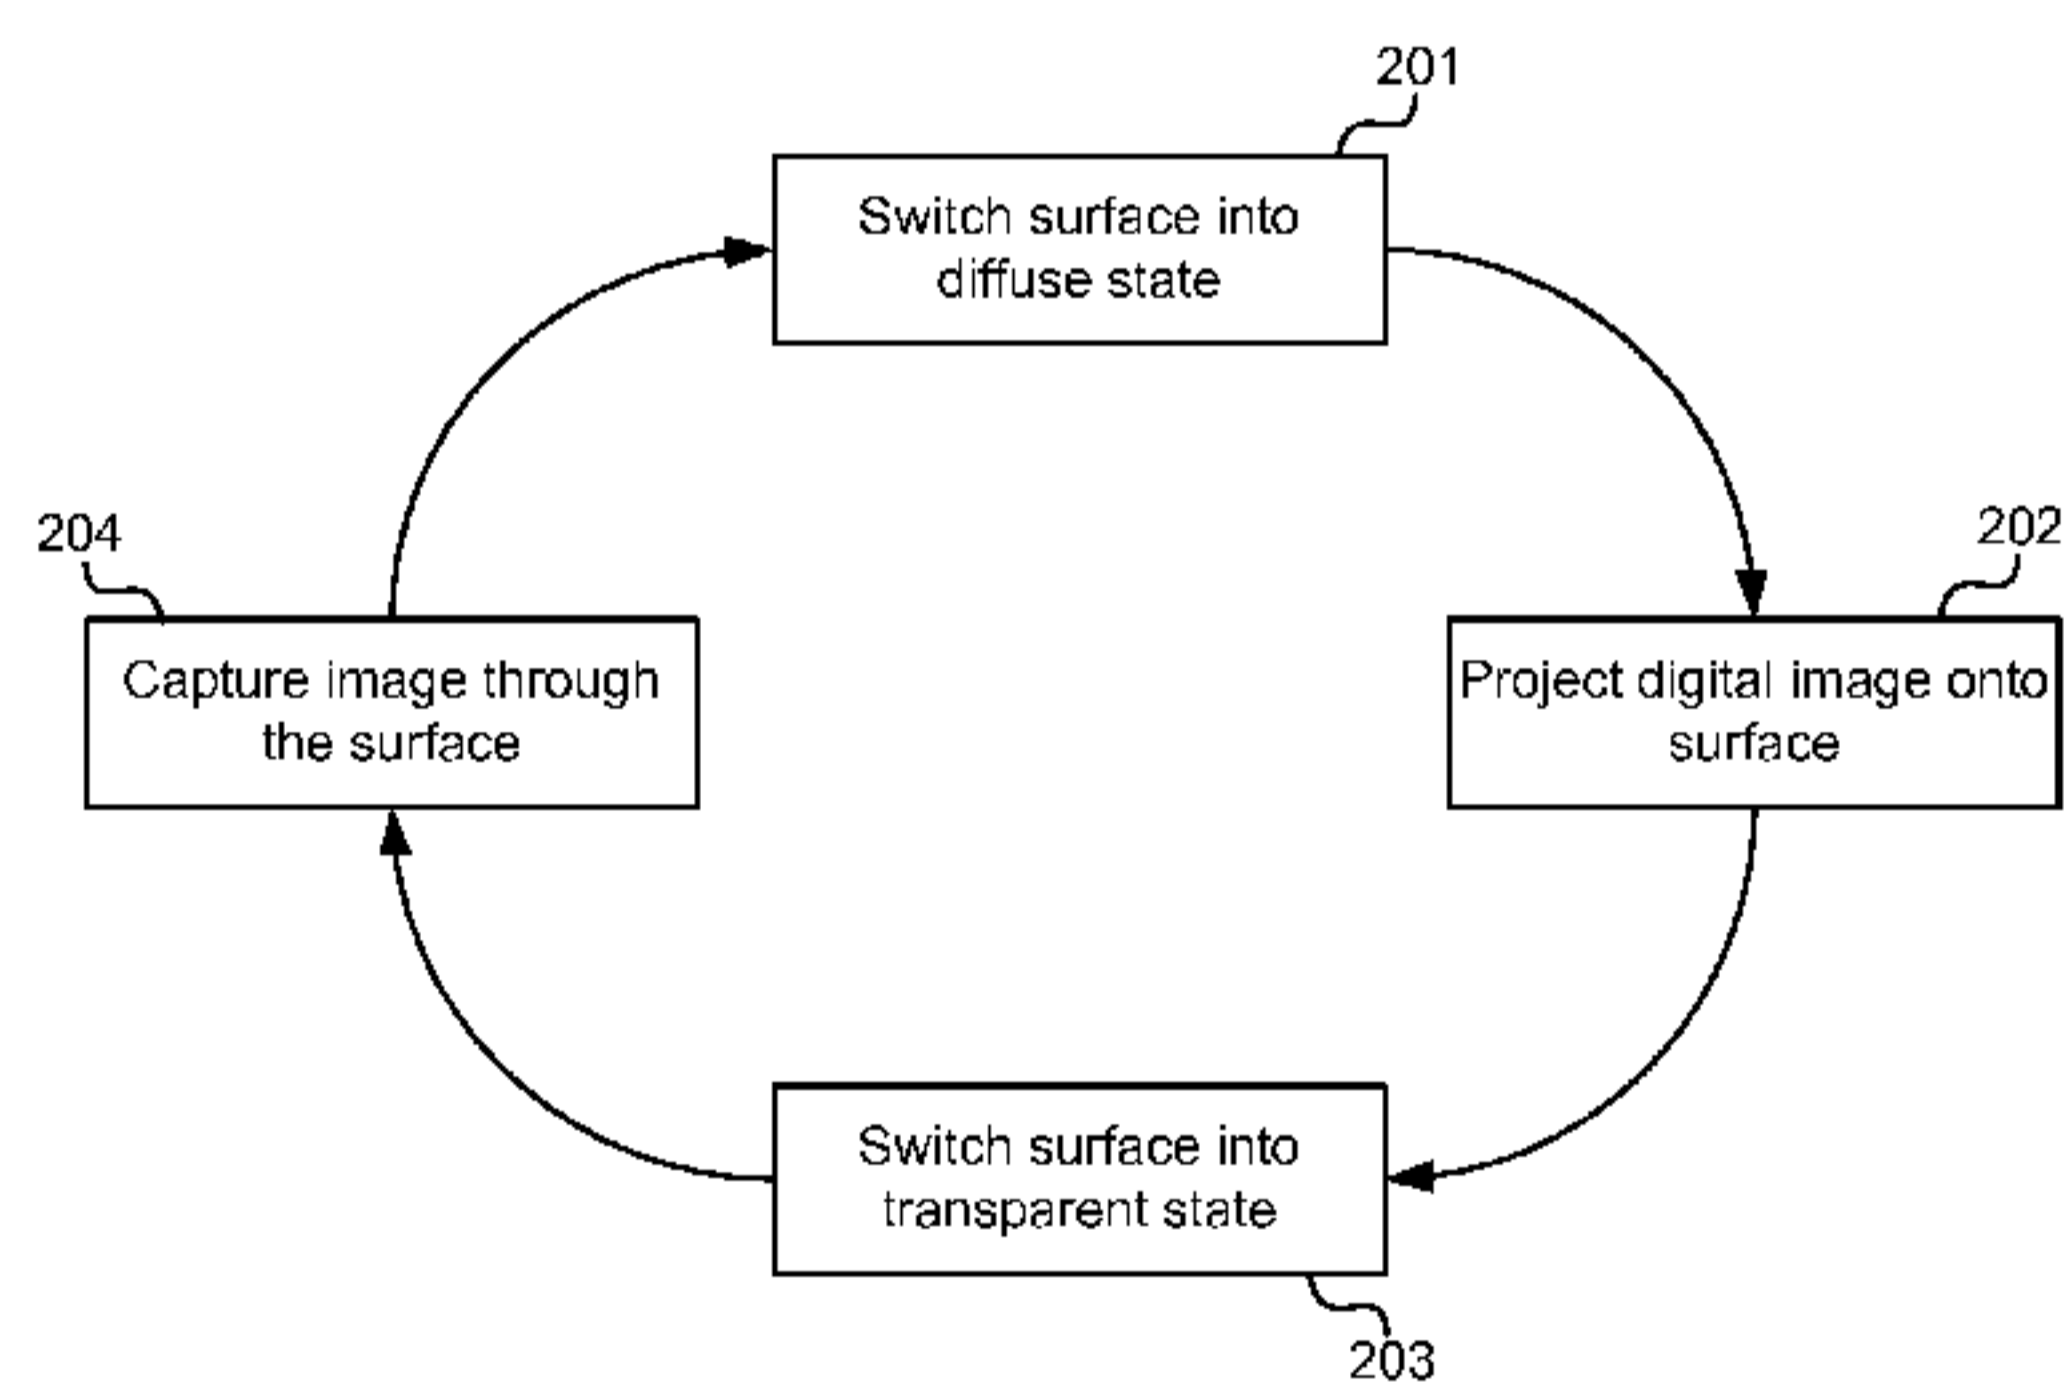 201
Switch surface into
diffuse state
202
Project digital image onto
surface
204
Capture image through
the surface
Switch surface into
transparent state
203